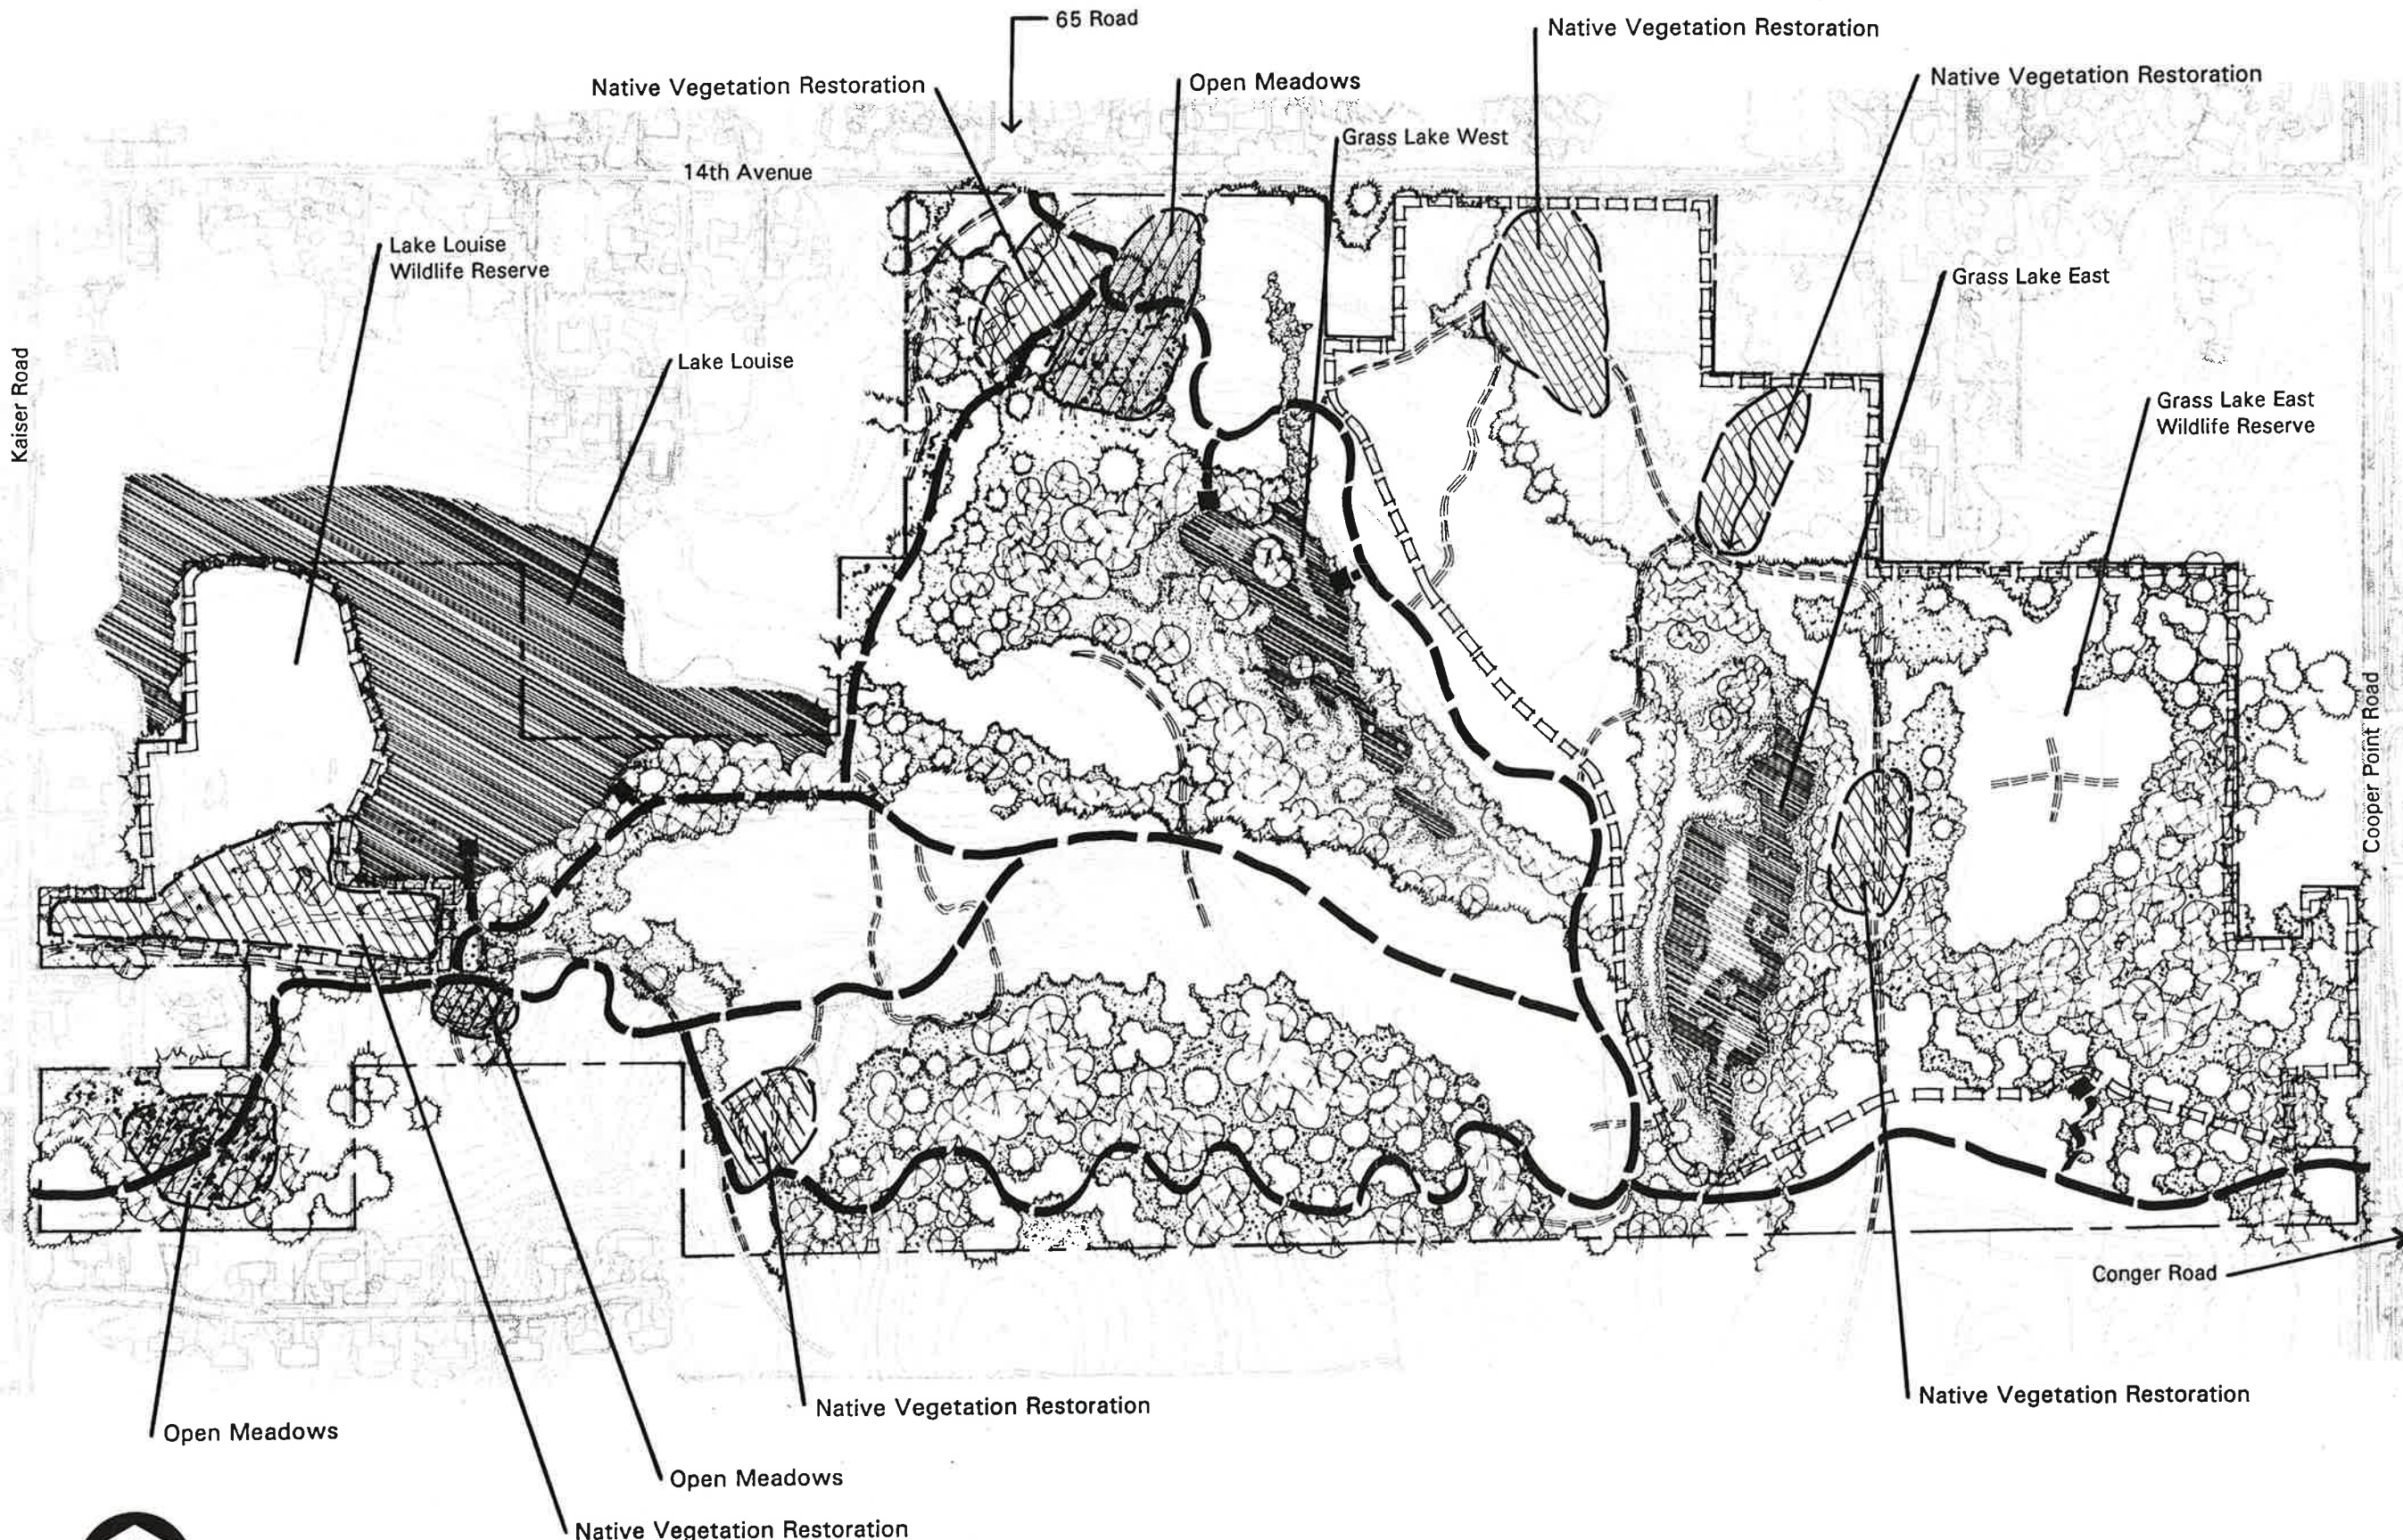 65 Road
Native Vegetation Restoration
Native Vegetation Restoration
Native Vegetation Restoration
Open Meadows
Grass Lake West
14th Avenue
Lake Louise
Wildlife Reserve
Grass Lake East
Lake Louise
Kaiser Road
Grass Lake East
Wildlife Reserve
Cooper Point Road
Conger Road
Native Vegetation Restoration
Native Vegetation Restoration
Open Meadows
Open Meadows
Native Vegetation Restoration